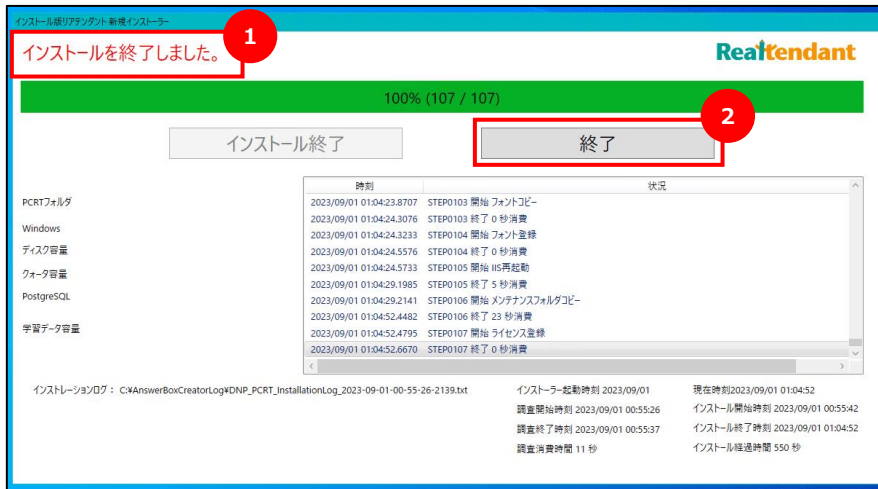 インストール版リアテンダント 新規インストーラー
1
インストールを終了しました。
Realtendant
100% (107 / 107)
2
インストール終了
終了
時刻 状況
PCRTフォルダ
Windows
ディスク容量
クォータ容量
PostgreSQL
学習データ容量
2023/09/01 01:04:23.8707 STEP0103 開始 フォントコピー
2023/09/01 01:04:24.3076 STEP0103 終了 0 秒消費
2023/09/01 01:04:24.3233 STEP0104 開始 フォント登録
2023/09/01 01:04:24.5576 STEP0104 終了 0 秒消費
2023/09/01 01:04:24.5733 STEP0105 開始 IIS再起動
2023/09/01 01:04:29.1985 STEP0105 終了 5 秒消費
2023/09/01 01:04:29.2141 STEP0106 開始 メンテナンスフォルダコピー
2023/09/01 01:04:52.4482 STEP0106 終了 23 秒消費
2023/09/01 01:04:52.4795 STEP0107 開始 ライセンス登録
2023/09/01 01:04:52.6670 STEP0107 終了 0 秒消費
インストレーションログ： C:¥AnswerBoxCreatorLog¥DNP_PCRT_InstallationLog_2023-09-01-00-55-26-2139.txt
インストーラー起動時刻 2023/09/01 現在時刻2023/09/01 01:04:52
調査開始時刻 2023/09/01 00:55:26 インストール開始時刻 2023/09/01 00:55:42
調査終了時刻 2023/09/01 00:55:37 インストール終了時刻 2023/09/01 01:04:52
調査消費時間 11 秒 インストール経過時間 550 秒